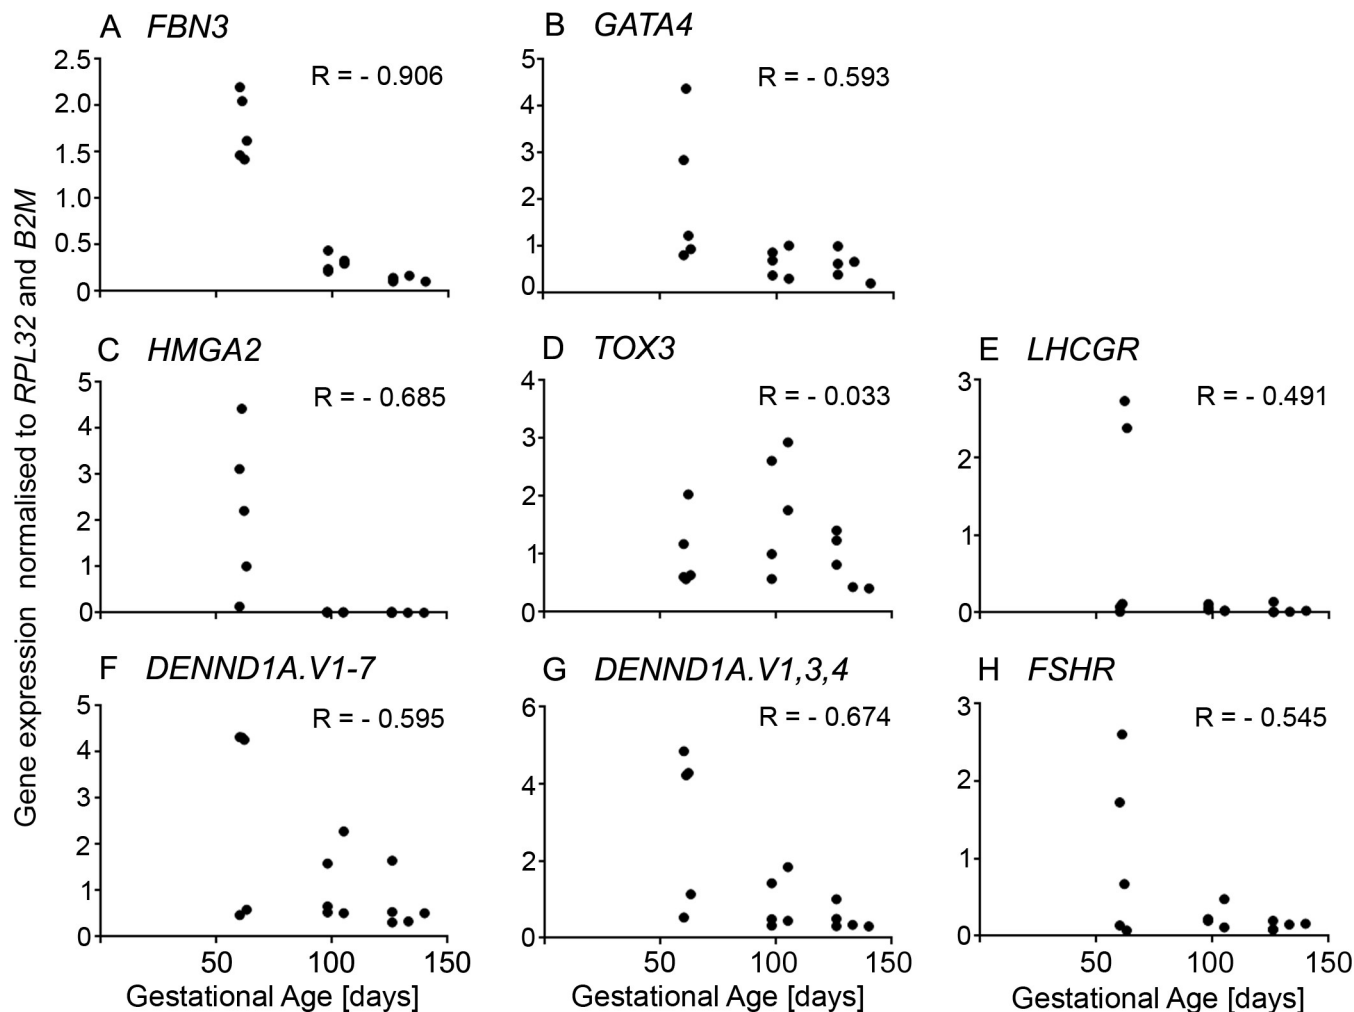 Gene expression normalised to RPL32 and B2M
A FBN3
R = - 0.906
2.5
2.0
1.5
1.0
0.5
0
B GATA4
R = - 0.593
5
4
3
2
1
0
C HMGA2
R = - 0.685
5
4
3
2
1
0
D TOX3
R = - 0.033
4
3
2
1
0
E LHCGR
R = - 0.491
3
2
1
0
F DENND1A.V1-7
R = - 0.595
5
4
3
2
1
0
50 100 150
Gestational Age [days]
G DENND1A.V1,3,4
R = - 0.674
6
4
2
0
50 100 150
Gestational Age [days]
H FSHR
R = - 0.545
3
2
1
0
50 100 150
Gestational Age [days]